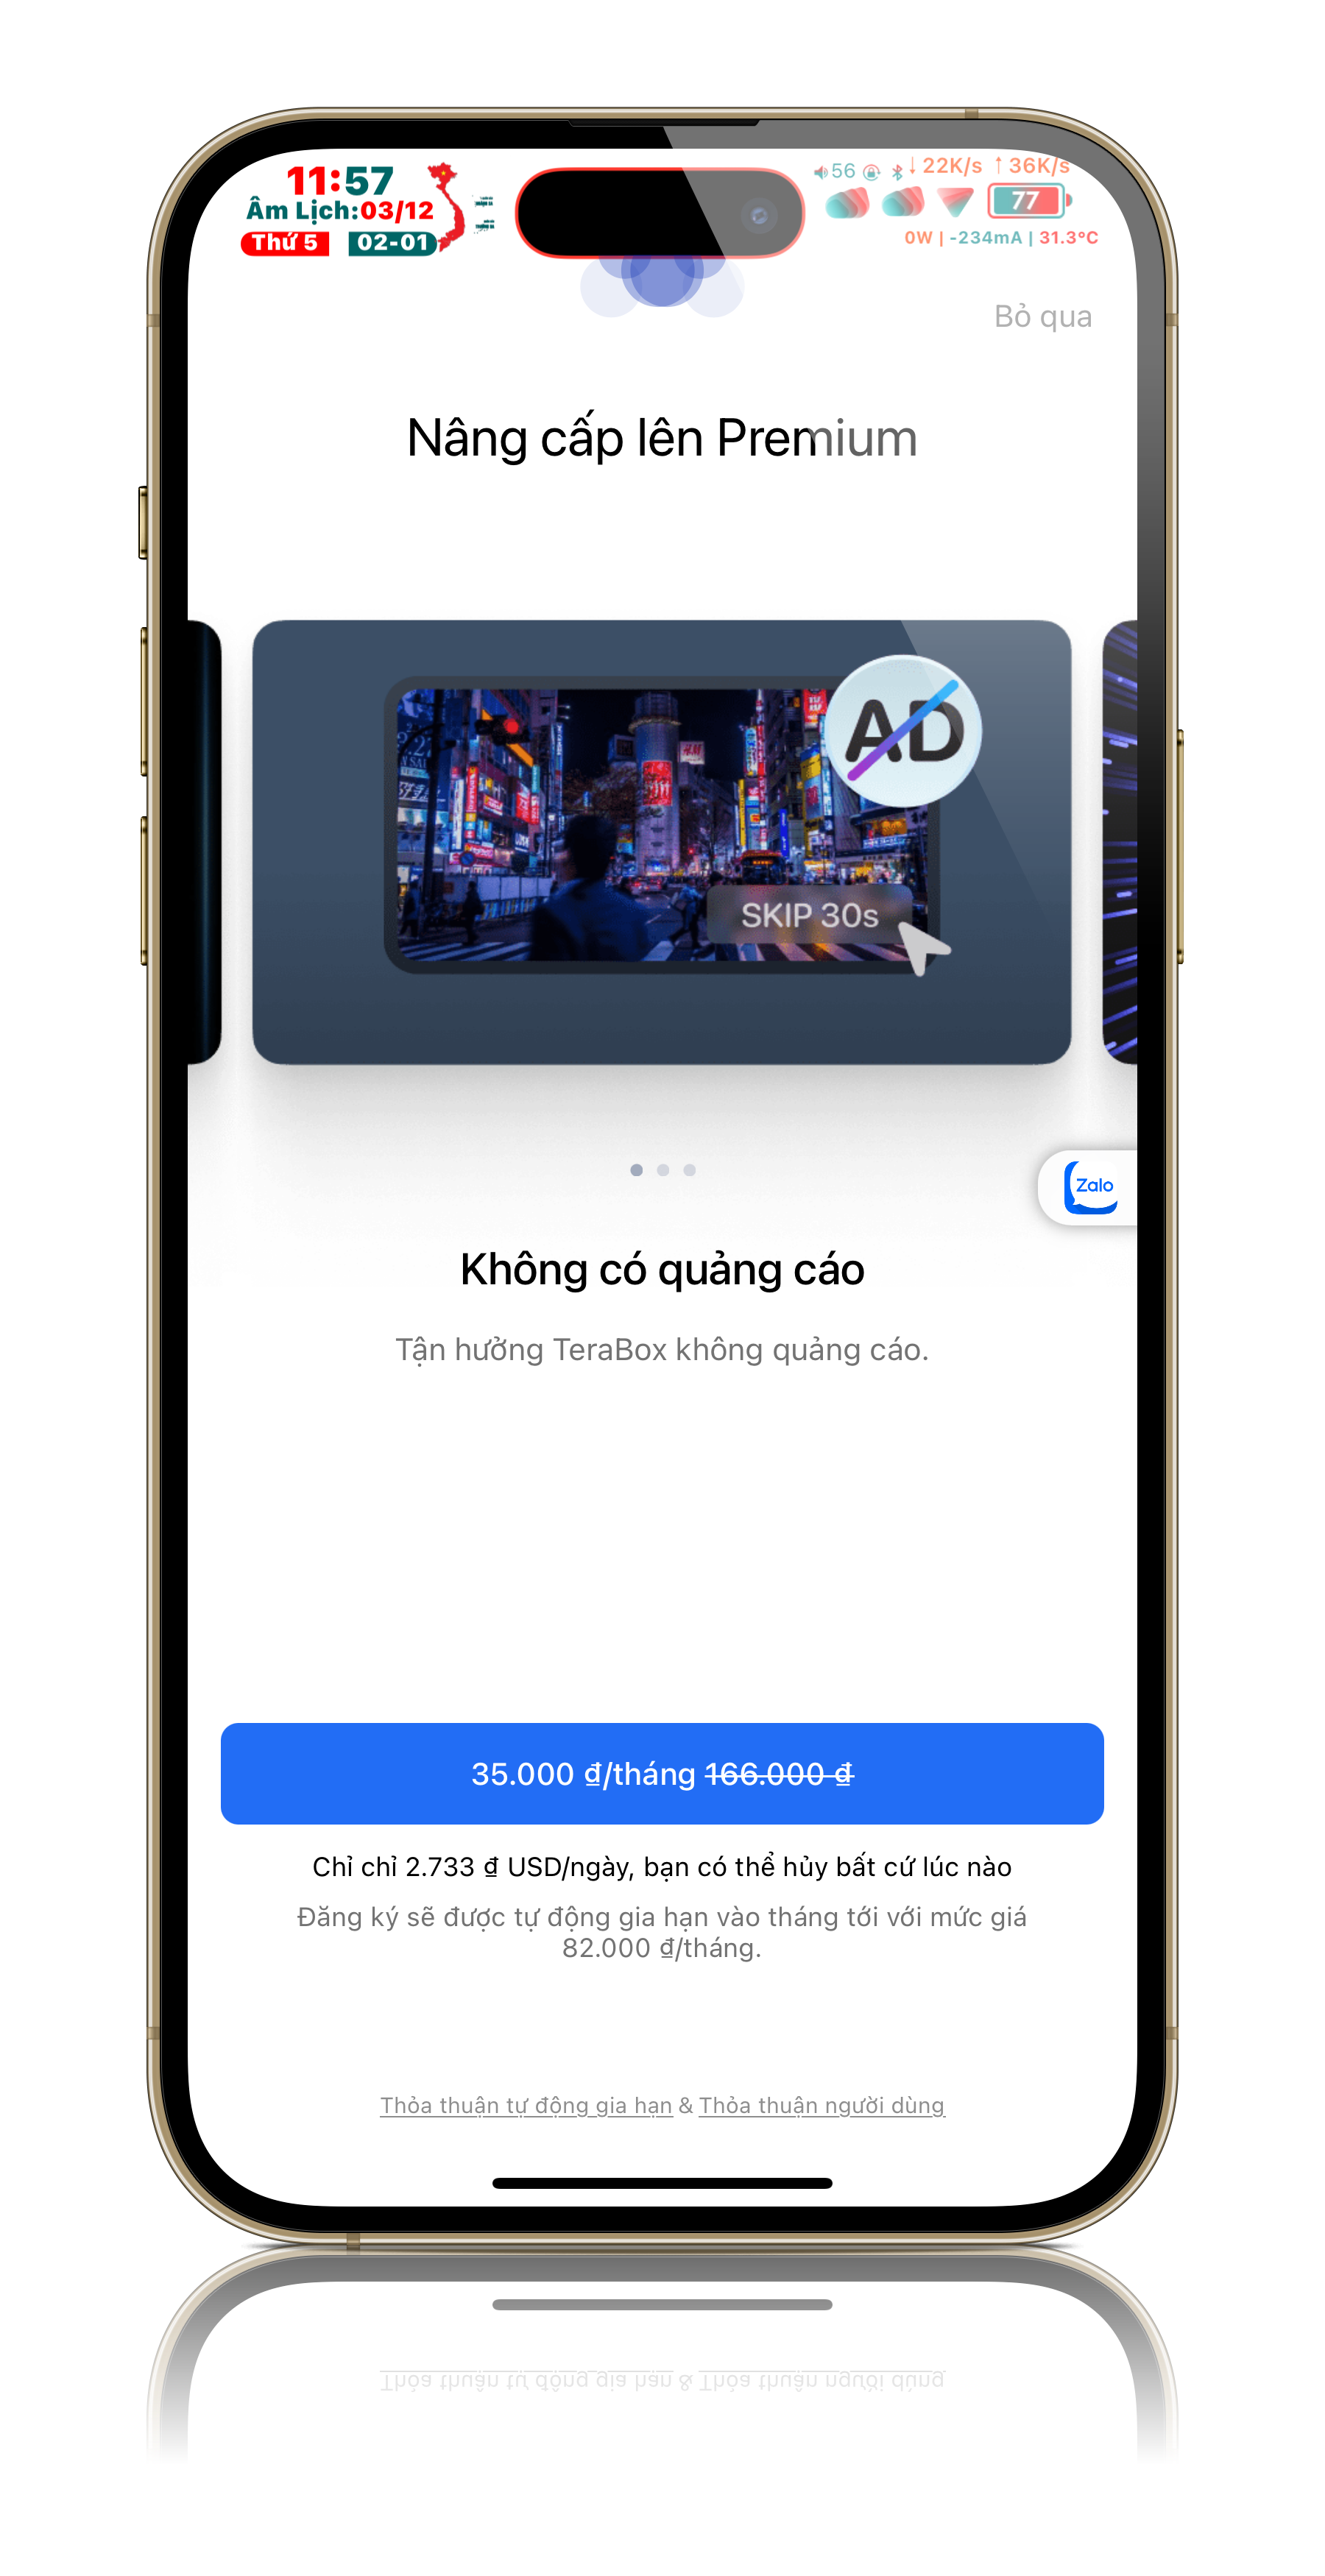 11:57
Âm Lịch:03/12
Thứ 5 02-01
56 ↓ 22K/s ↑ 36K/s
77
0W | -234mA | 31.3°C
Bỏ qua
Nâng cấp lên Premium
AD
SKIP 30s
Zalo
Không có quảng cáo
Tận hưởng TeraBox không quảng cáo.
35.000 ₫/tháng 166.000 ₫
Chỉ chỉ 2.733 ₫ USD/ngày, bạn có thể hủy bất cứ lúc nào
Đăng ký sẽ được tự động gia hạn vào tháng tới với mức giá
82.000 ₫/tháng.
Thỏa thuận tự động gia hạn & Thỏa thuận người dùng